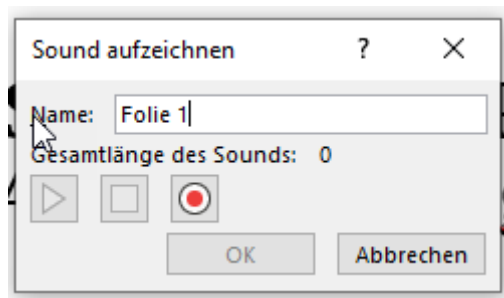 Sound aufzeichnen ? ×
Name: Folie 1
Gesamtlänge des Sounds: 0
OK Abbrechen